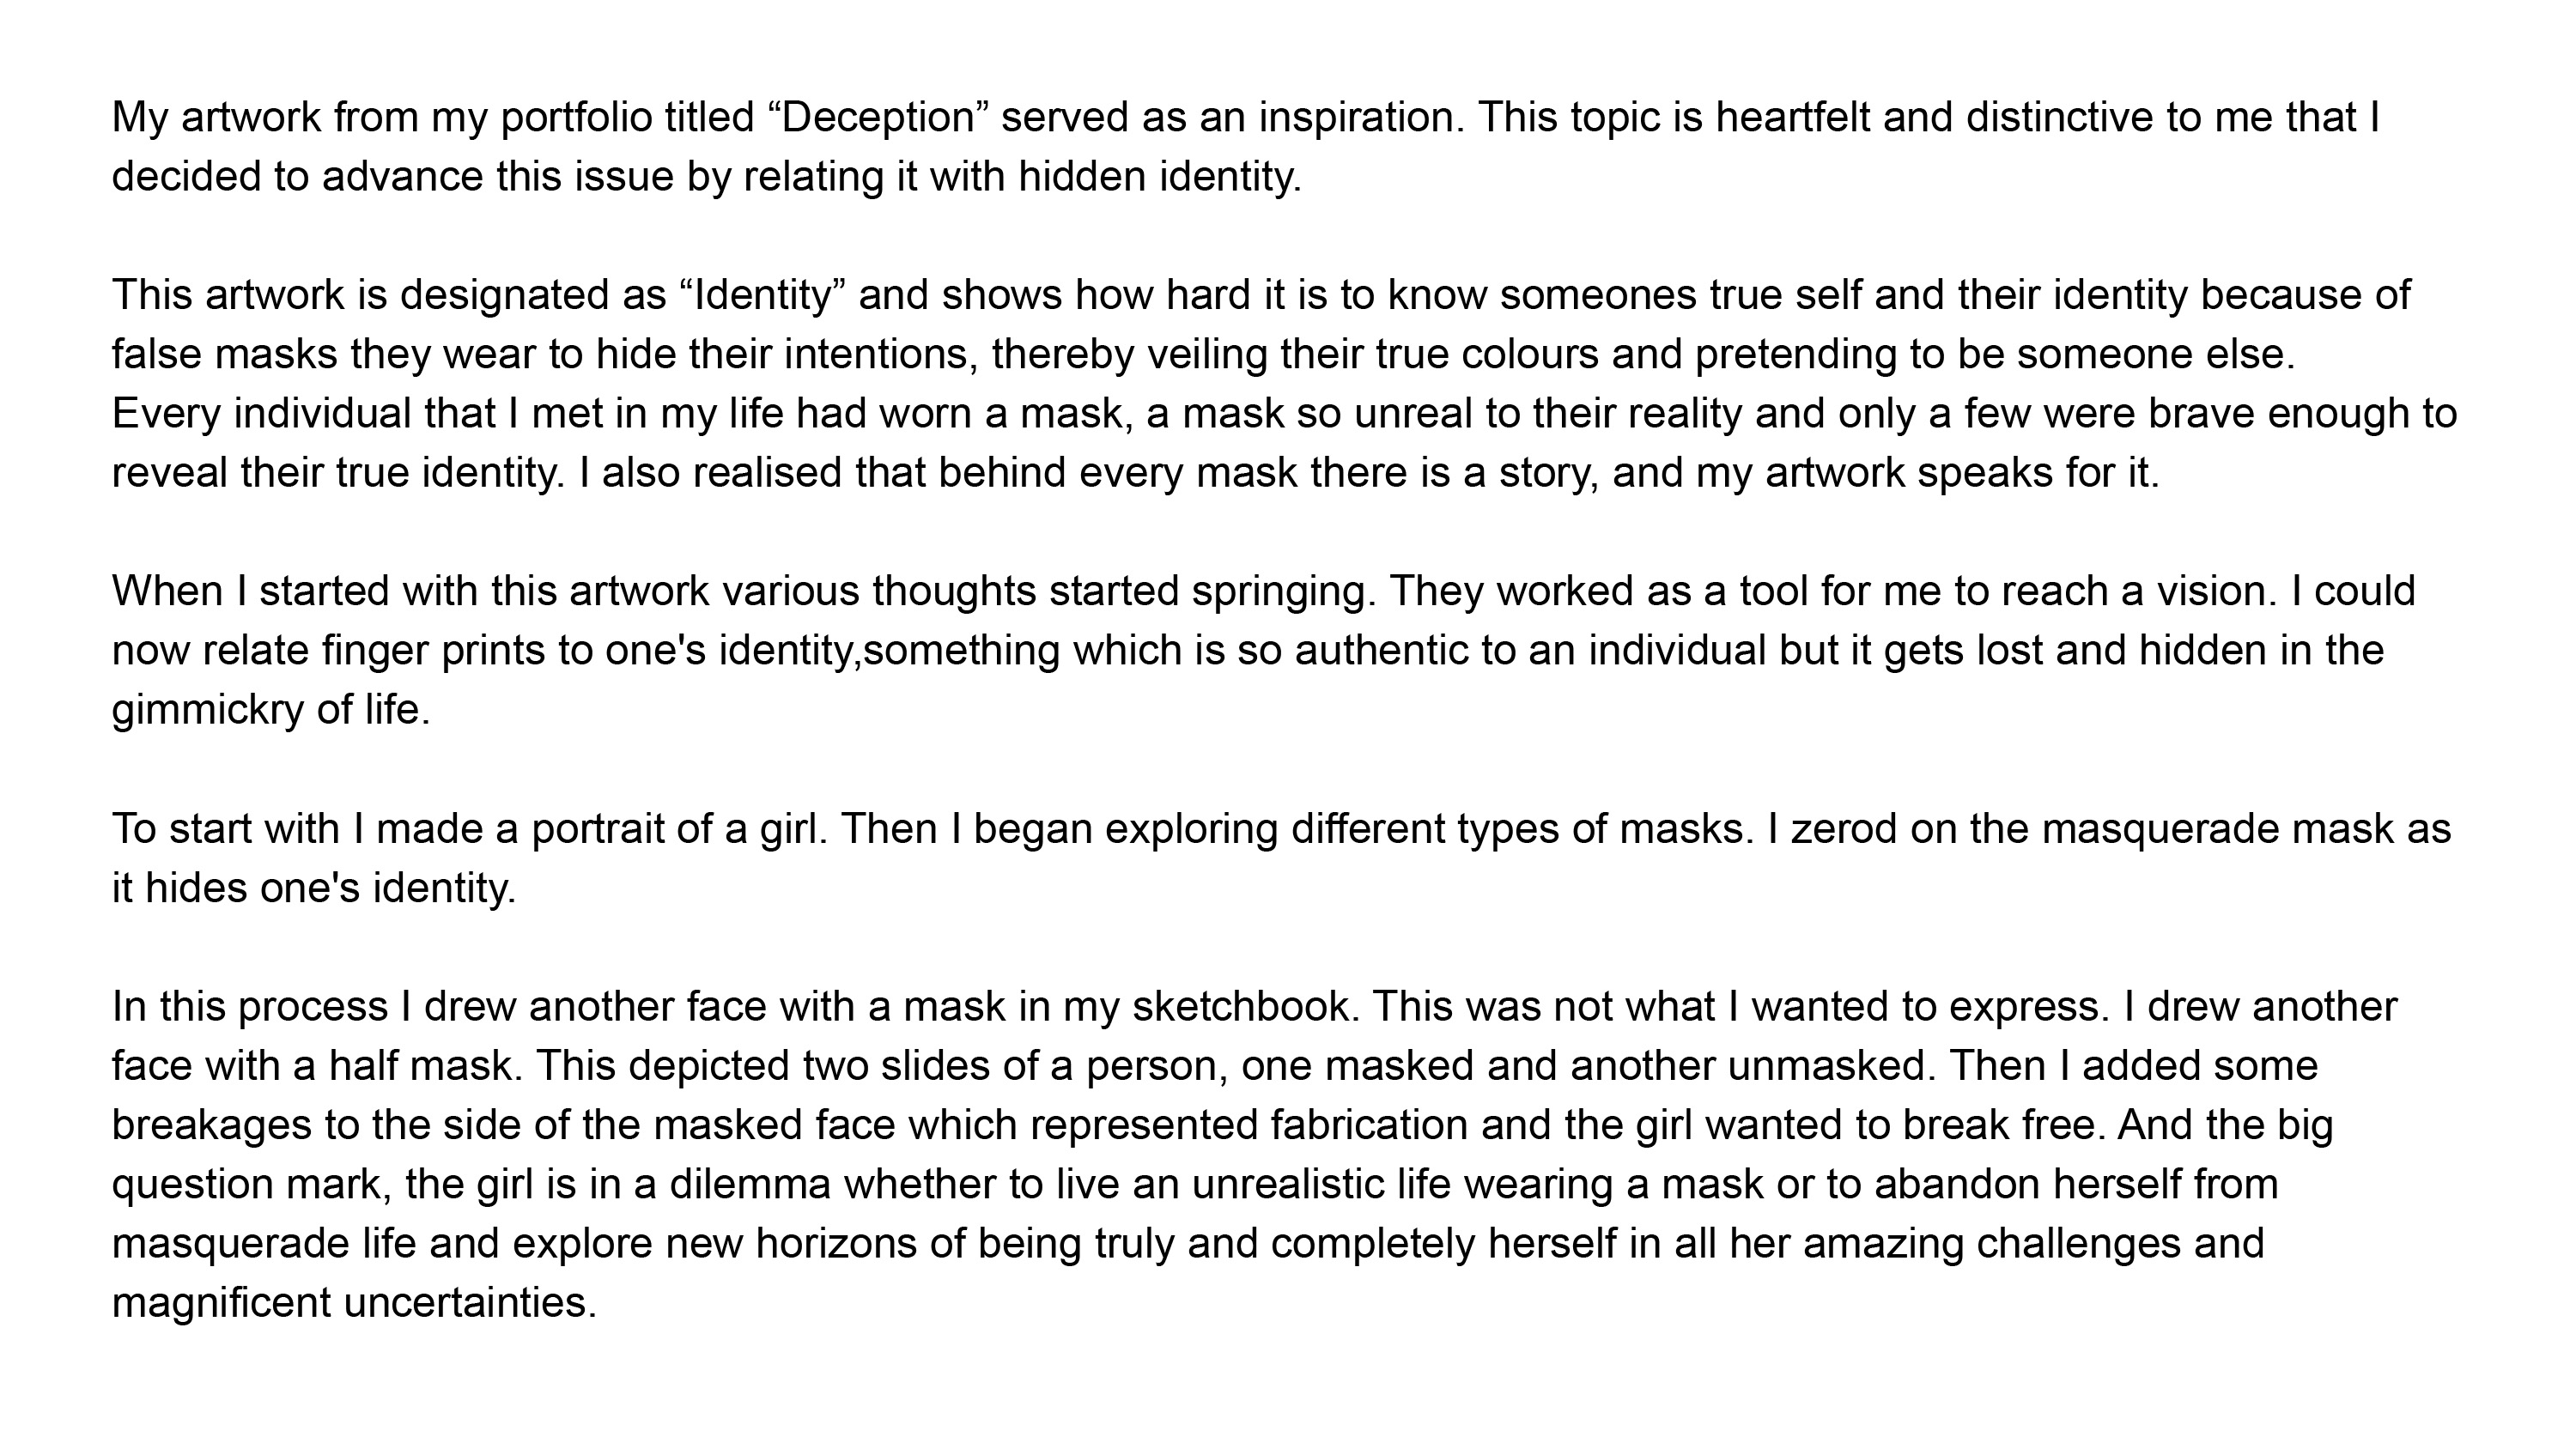 My artwork from my portfolio titled “Deception” served as an inspiration. This topic is heartfelt and distinctive to me that I
decided to advance this issue by relating it with hidden identity.
This artwork is designated as “Identity” and shows how hard it is to know someones true self and their identity because of
false masks they wear to hide their intentions, thereby veiling their true colours and pretending to be someone else.
Every individual that I met in my life had worn a mask, a mask so unreal to their reality and only a few were brave enough to
reveal their true identity. I also realised that behind every mask there is a story, and my artwork speaks for it.
When I started with this artwork various thoughts started springing. They worked as a tool for me to reach a vision. I could
now relate finger prints to one's identity,something which is so authentic to an individual but it gets lost and hidden in the
gimmickry of life.
To start with I made a portrait of a girl. Then I began exploring different types of masks. I zerod on the masquerade mask as
it hides one's identity.
In this process I drew another face with a mask in my sketchbook. This was not what I wanted to express. I drew another
face with a half mask. This depicted two slides of a person, one masked and another unmasked. Then I added some
breakages to the side of the masked face which represented fabrication and the girl wanted to break free. And the big
question mark, the girl is in a dilemma whether to live an unrealistic life wearing a mask or to abandon herself from
masquerade life and explore new horizons of being truly and completely herself in all her amazing challenges and
magnificent uncertainties.